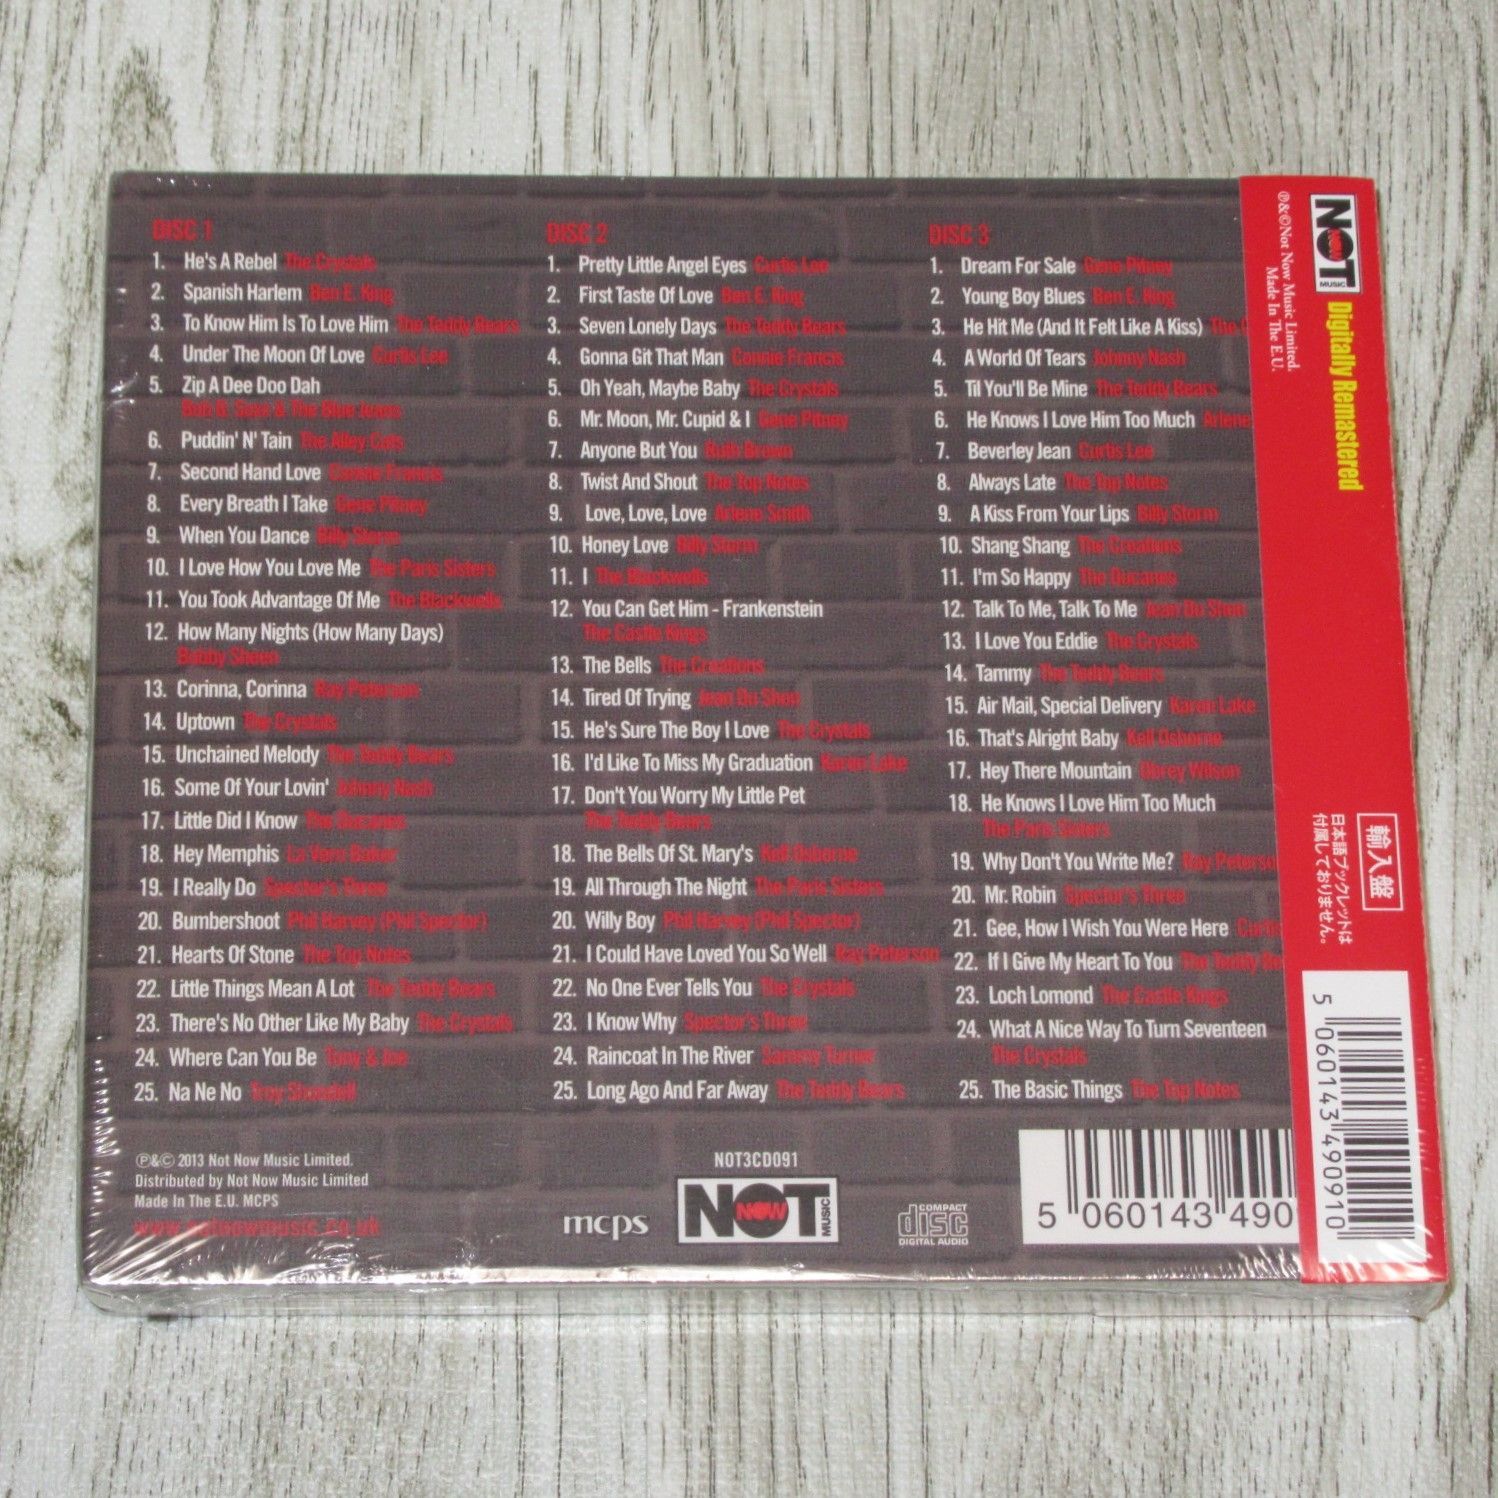 DISC 1
1. He's A Rebel The Crystals
2. Spanish Harlem Ben E. King
3. To Know Him Is To Love Him The Teddy Bears
4. Under The Moon Of Love Curtis Lee
5. Zip A Dee Doo Dah
Bob B. Soxx & The Blue Jeans
6. Puddin' N' Tain The Alley Cats
7. Second Hand Love Connie Francis
8. Every Breath I Take Gene Pitney
9. When You Dance Billy Storm
10. I Love How You Love Me The Paris Sisters
11. You Took Advantage Of Me The Blackwells
12. How Many Nights (How Many Days)
Bobby Sheen
13. Corinna, Corinna Ray Peterson
14. Uptown The Crystals
15. Unchained Melody The Teddy Bears
16. Some Of Your Lovin' Johnny Nash
17. Little Did I Know The Ducanes
18. Hey Memphis La Vern Baker
19. I Really Do Spector's Three
20. Bumbershoot Phil Harvey (Phil Spector)
21. Hearts Of Stone The Top Notes
22. Little Things Mean A Lot The Teddy Bears
23. There's No Other Like My Baby The Crystals
24. Where Can You Be Tony & Joe
25. Na Ne No Troy Shondell
DISC 2
1. Pretty Little Angel Eyes Curtis Lee
2. First Taste Of Love Ben E. King
3. Seven Lonely Days The Teddy Bears
4. Gonna Git That Man Connie Francis
5. Oh Yeah, Maybe Baby The Crystals
6. Mr. Moon, Mr. Cupid & I Gene Pitney
7. Anyone But You Ruth Brown
8. Twist And Shout The Top Notes
9. Love, Love, Love Arlene Smith
10. Honey Love Billy Storm
11. I The Blackwells
12. You Can Get Him - Frankenstein
The Castle Kings
13. The Bells The Creations
14. Tired Of Trying Jean Du Shon
15. He's Sure The Boy I Love The Crystals
16. I'd Like To Miss My Graduation Karen Lake
17. Don't You Worry My Little Pet
The Teddy Bears
18. The Bells Of St. Mary's Kell Osborne
19. All Through The Night The Paris Sisters
20. Willy Boy Phil Harvey (Phil Spector)
21. I Could Have Loved You So Well Ray Peterson
22. No One Ever Tells You The Crystals
23. I Know Why Spector's Three
24. Raincoat In The River Sammy Turner
25. Long Ago And Far Away The Teddy Bears
DISC 3
1. Dream For Sale Gene Pitney
2. Young Boy Blues Ben E. King
3. He Hit Me (And It Felt Like A Kiss) The
4. A World Of Tears Johnny Nash
5. Til You'll Be Mine The Teddy Bears
6. He Knows I Love Him Too Much Arlene
7. Beverley Jean Curtis Lee
8. Always Late The Top Notes
9. A Kiss From Your Lips Billy Storm
10. Shang Shang The Creations
11. I'm So Happy The Ducanes
12. Talk To Me, Talk To Me Jean Du Shon
13. I Love You Eddie The Crystals
14. Tammy The Teddy Bears
15. Air Mail, Special Delivery Karen Lake
16. That's Alright Baby Kell Osborne
17. Hey There Mountain Obrey Wilson
18. He Knows I Love Him Too Much
The Paris Sisters
19. Why Don't You Write Me? Ray Peterso
20. Mr. Robin Spector's Three
21. Gee, How I Wish You Were Here Curtis
22. If I Give My Heart To You The Teddy Be
23. Loch Lomond The Castle Kings
24. What A Nice Way To Turn Seventeen
The Crystals
25. The Basic Things The Top Notes
℗&© 2013 Not Now Music Limited.
Distributed by Not Now Music Limited
Made In The E.U. MCPS
www.notnowmusic.co.uk
mcps
NOT3CD091
NOT NOW MUSIC
COMPACT
disc
DIGITAL AUDIO
5 060143 490
NOT NOW MUSIC
Digitally Remastered
℗&©Not Now Music Limited.
Made In The E.U.
輸入盤
日本語ブックレットは
付属しておりません。
5 060143 490910